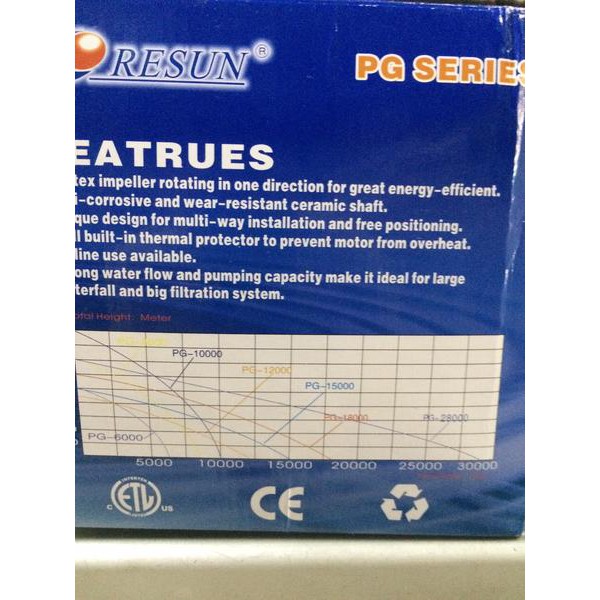 RESUN®
PG SERIES
EATRUES
tex impeller rotating in one direction for great energy-efficient.
i-corrosive and wear-resistant ceramic shaft.
que design for multi-way installation and free positioning.
ll built-in thermal protector to prevent motor from overheat.
line use available.
ong water flow and pumping capacity make it ideal for large
terfall and big filtration system.
otal Height: Meter
PG-10000
PG-12000
PG-15000
PG-18000
PG-28000
PG-6000
5000 10000 15000 20000 25000 30000
INTERTEK
C ETL US
CE